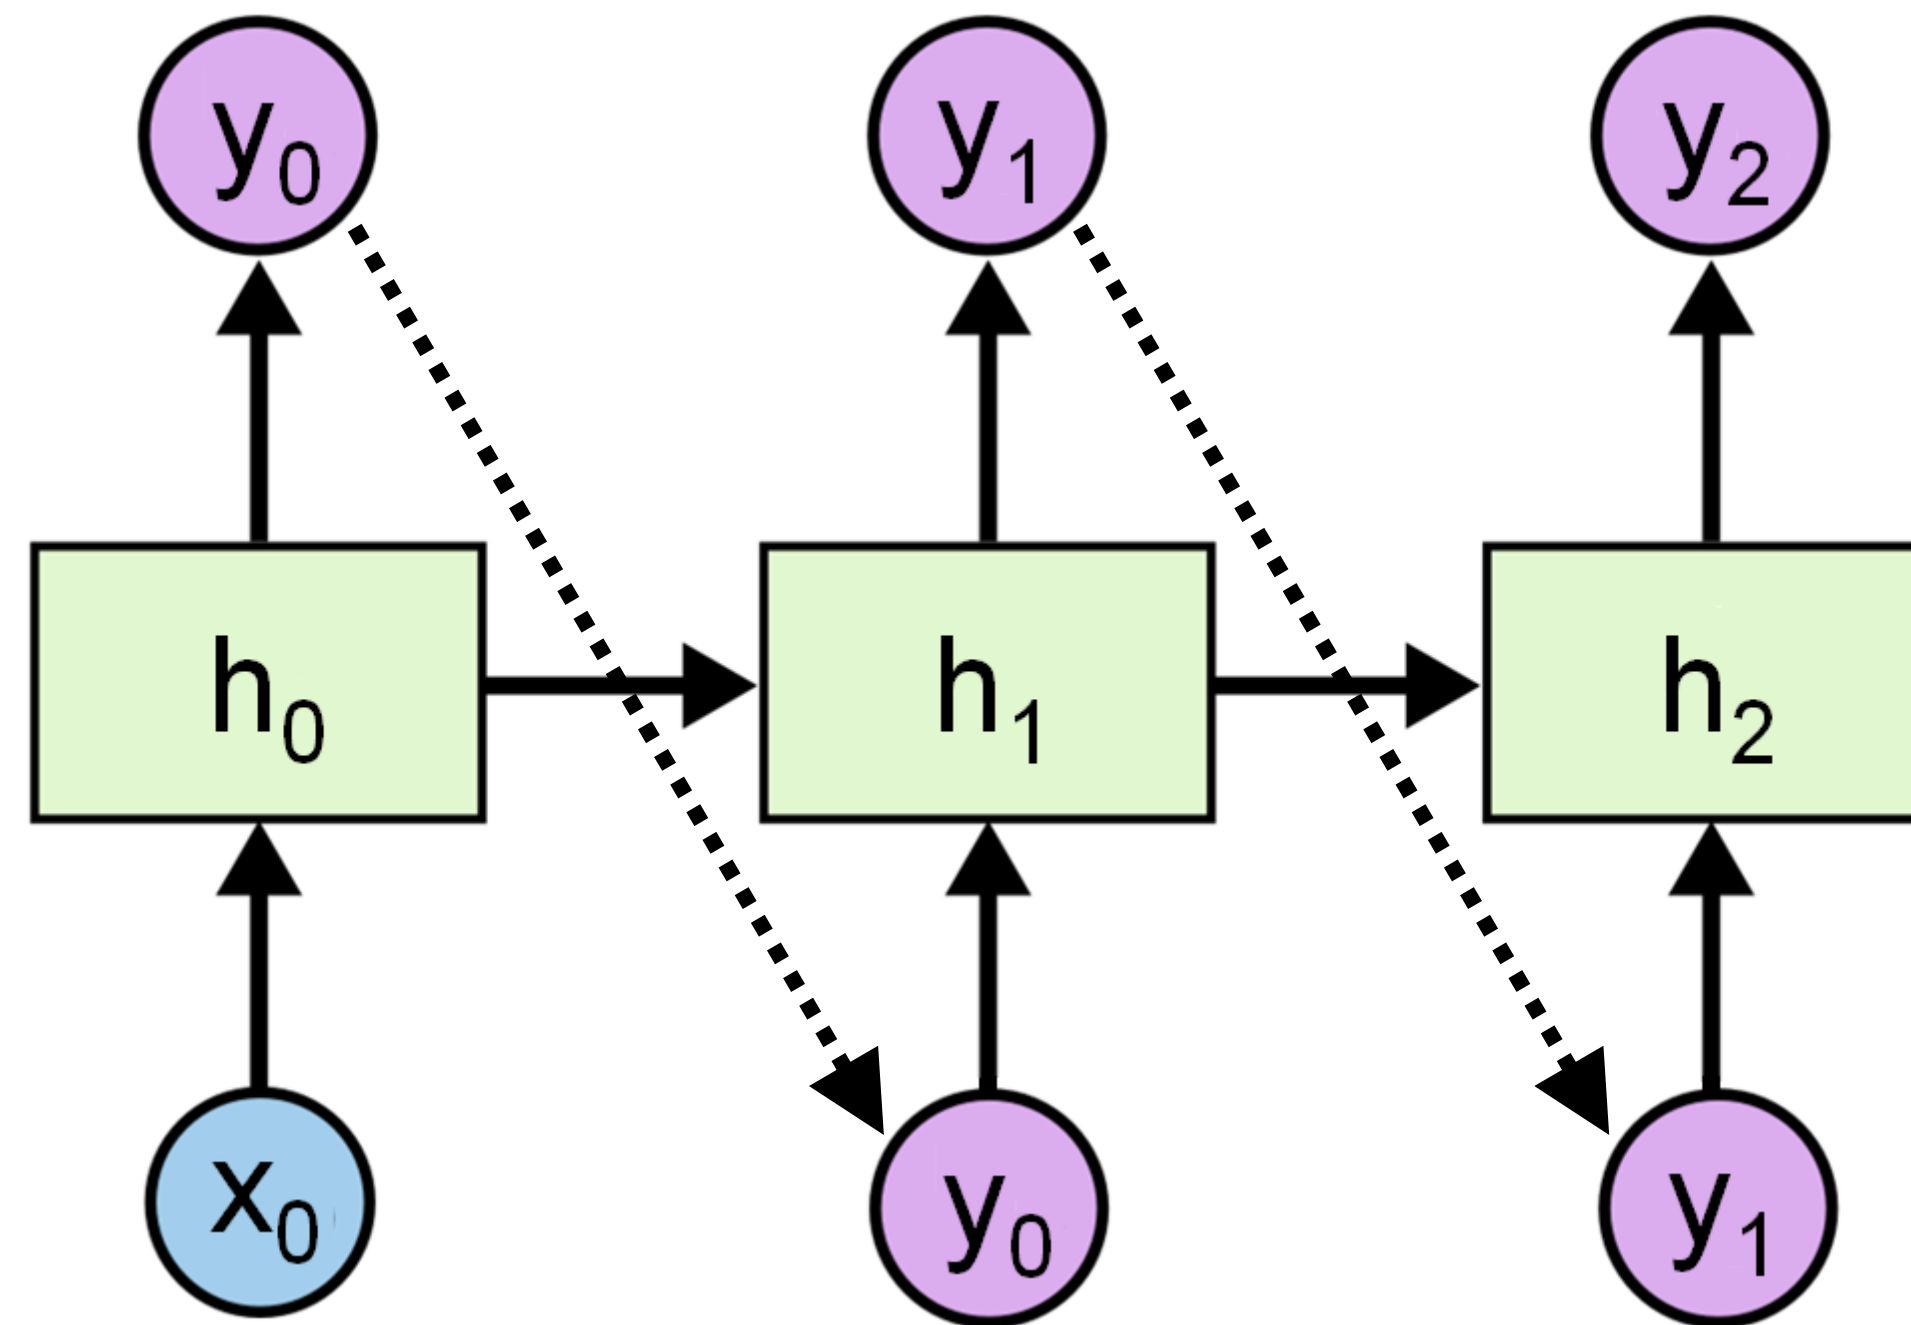 y₀ y₁ y₂
h₀ h₁ h₂
x₀ y₀ y₁